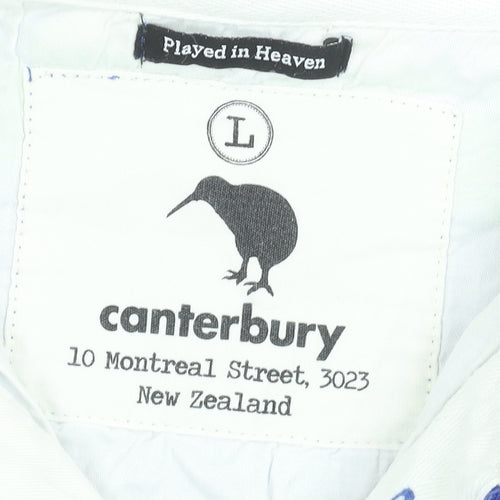 Played in Heaven
L
canterbury
10 Montreal Street, 3023
New Zealand